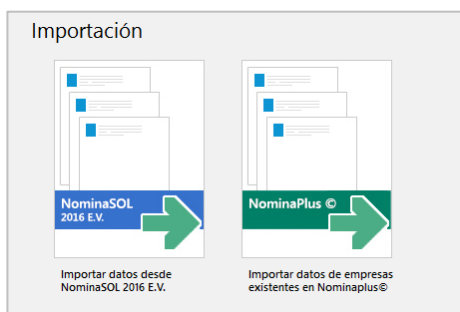 Importación
NominaSOL
2016 E.V.
NominaPlus ©
Importar datos desde
NominaSOL 2016 E.V.
Importar datos de empresas
existentes en Nominaplus©